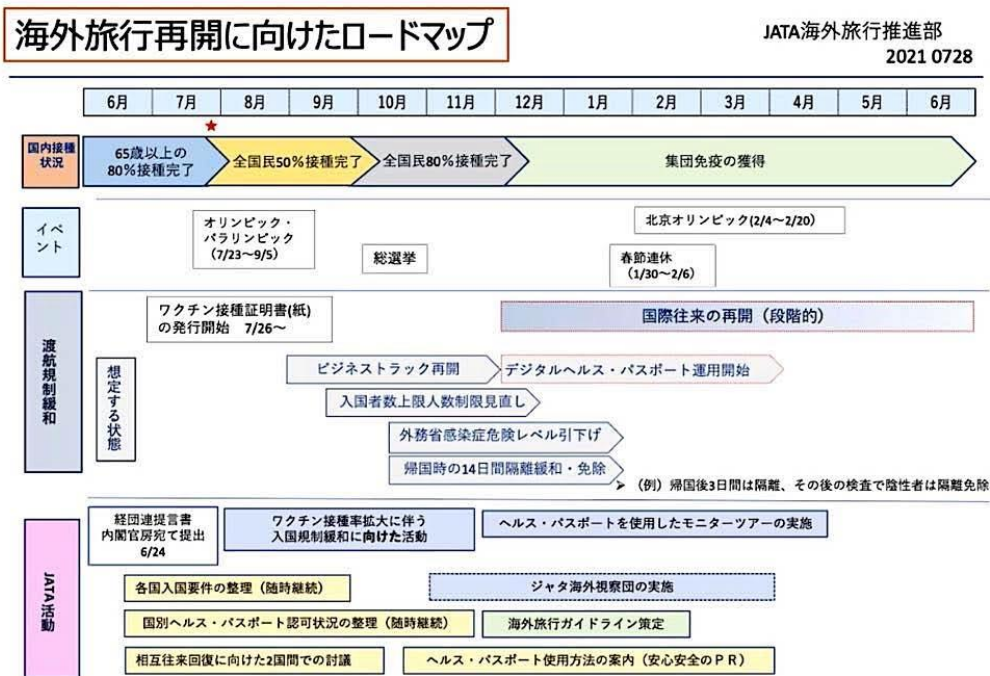 海外旅行再開に向けたロードマップ
JATA海外旅行推進部
2021 0728
6月 7月 8月 9月 10月 11月 12月 1月 2月 3月 4月 5月 6月
★
国内接種
状況
65歳以上の
80%接種完了
全国民50%接種完了
全国民80%接種完了
集団免疫の獲得
イベ
ント
オリンピック・
パラリンピック
(7/23～9/5)
総選挙
北京オリンピック(2/4～2/20)
春節連休
(1/30～2/6)
渡航規制緩和
想定する状態
ワクチン接種証明書(紙)
の発行開始 7/26～
国際往来の再開（段階的）
ビジネストラック再開
デジタルヘルス・パスポート運用開始
入国者数上限人数制限見直し
外務省感染症危険レベル引下げ
帰国時の14日間隔離緩和・免除
➤ （例）帰国後3日間は隔離、その後の検査で陰性者は隔離免除
JATA活動
経団連提言書
内閣官房宛て提出
6/24
ワクチン接種率拡大に伴う
入国規制緩和に向けた活動
ヘルス・パスポートを使用したモニターツアーの実施
各国入国要件の整理（随時継続）
ジャタ海外視察団の実施
国別ヘルス・パスポート認可状況の整理（随時継続）
海外旅行ガイドライン策定
相互往来回復に向けた2国間での討議
ヘルス・パスポート使用方法の案内（安心安全のPR）